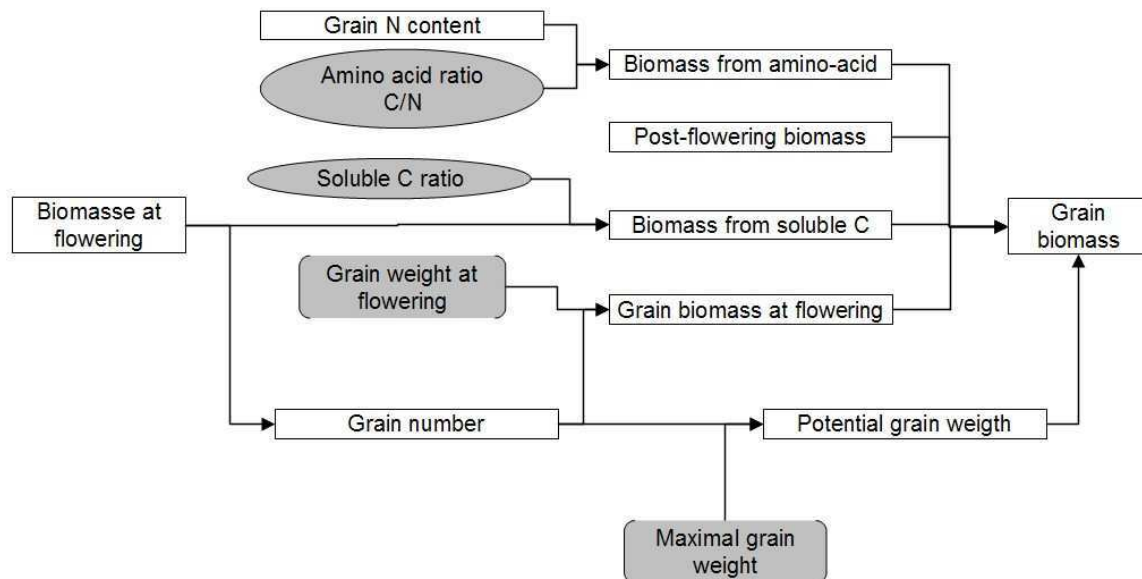 Grain N content
Amino acid ratio
C/N
Biomass from amino-acid
Post-flowering biomass
Soluble C ratio
Biomasse at
flowering
Biomass from soluble C
Grain
biomass
Grain weight at
flowering
Grain biomass at flowering
Grain number
Potential grain weigth
Maximal grain
weight